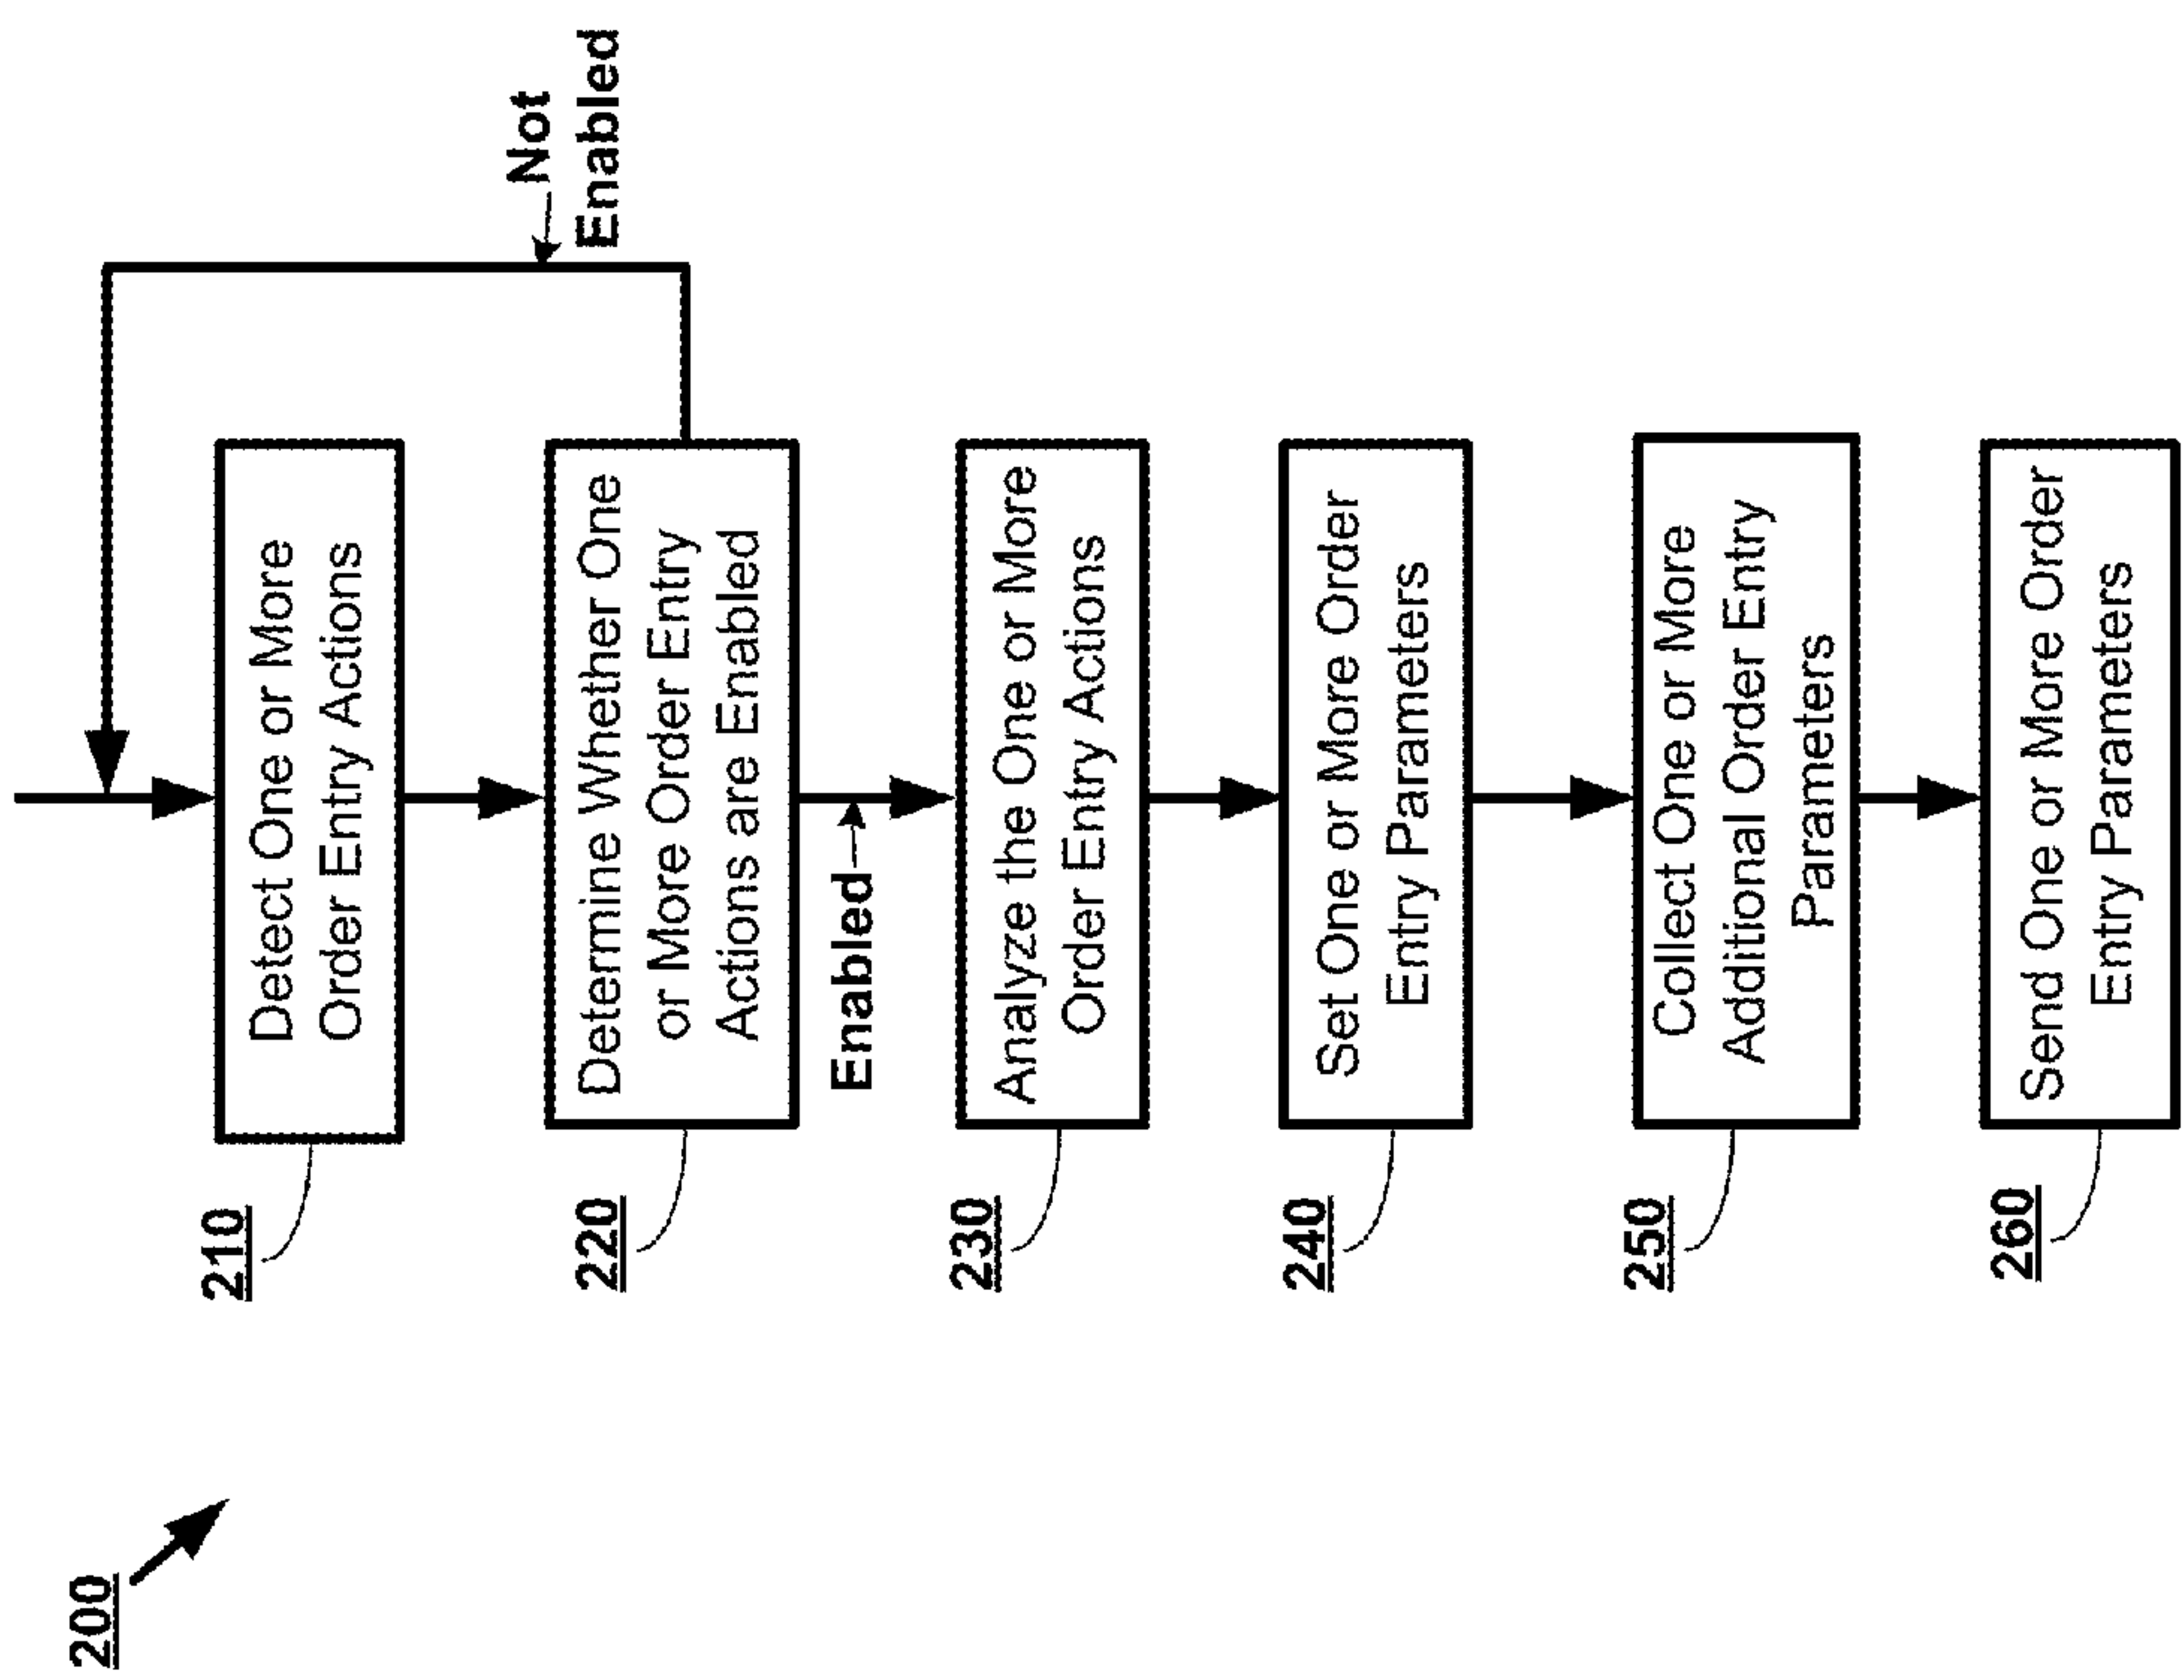 200
210
Detect One or More
Order Entry Actions
Not
Enabled
220
Determine Whether One
or More Order Entry
Actions are Enabled
Enabled
230
Analyze the One or More
Order Entry Actions
240
Set One or More Order
Entry Parameters
250
Collect One or More
Additional Order Entry
Parameters
260
Send One or More Order
Entry Parameters